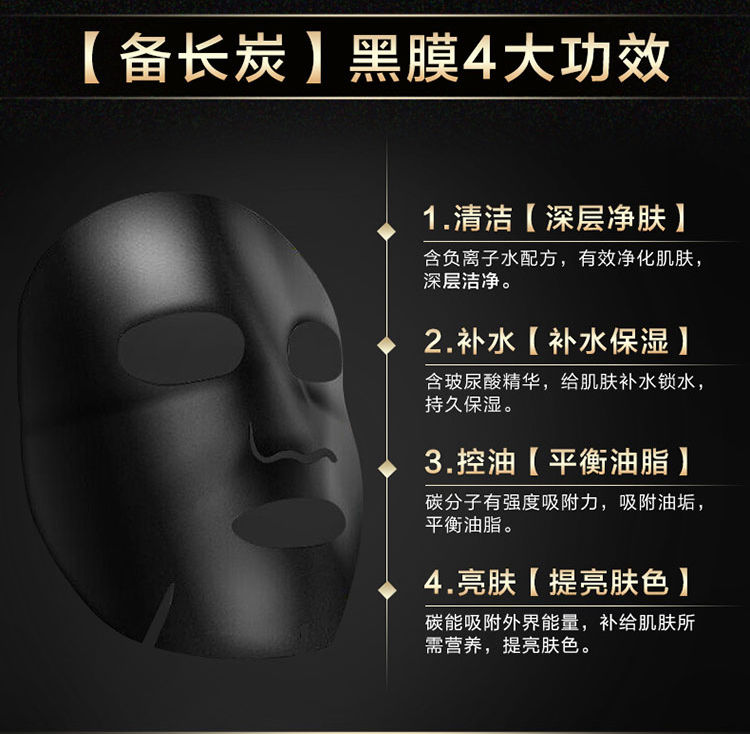 【备长炭】黑膜4大功效
1.清洁【深层净肤】
含负离子水配方，有效净化肌肤，
深层洁净。
2.补水【补水保湿】
含玻尿酸精华，给肌肤补水锁水，
持久保湿。
3.控油【平衡油脂】
碳分子有强度吸附力，吸附油垢，
平衡油脂。
4.亮肤【提亮肤色】
碳能吸附外界能量，补给肌肤所
需营养，提亮肤色。